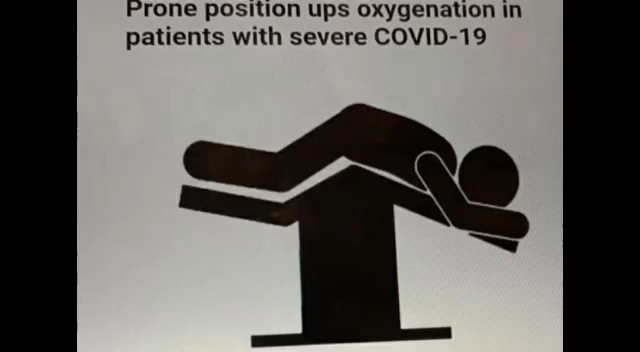 Prone position ups oxygenation in
patients with severe COVID-19